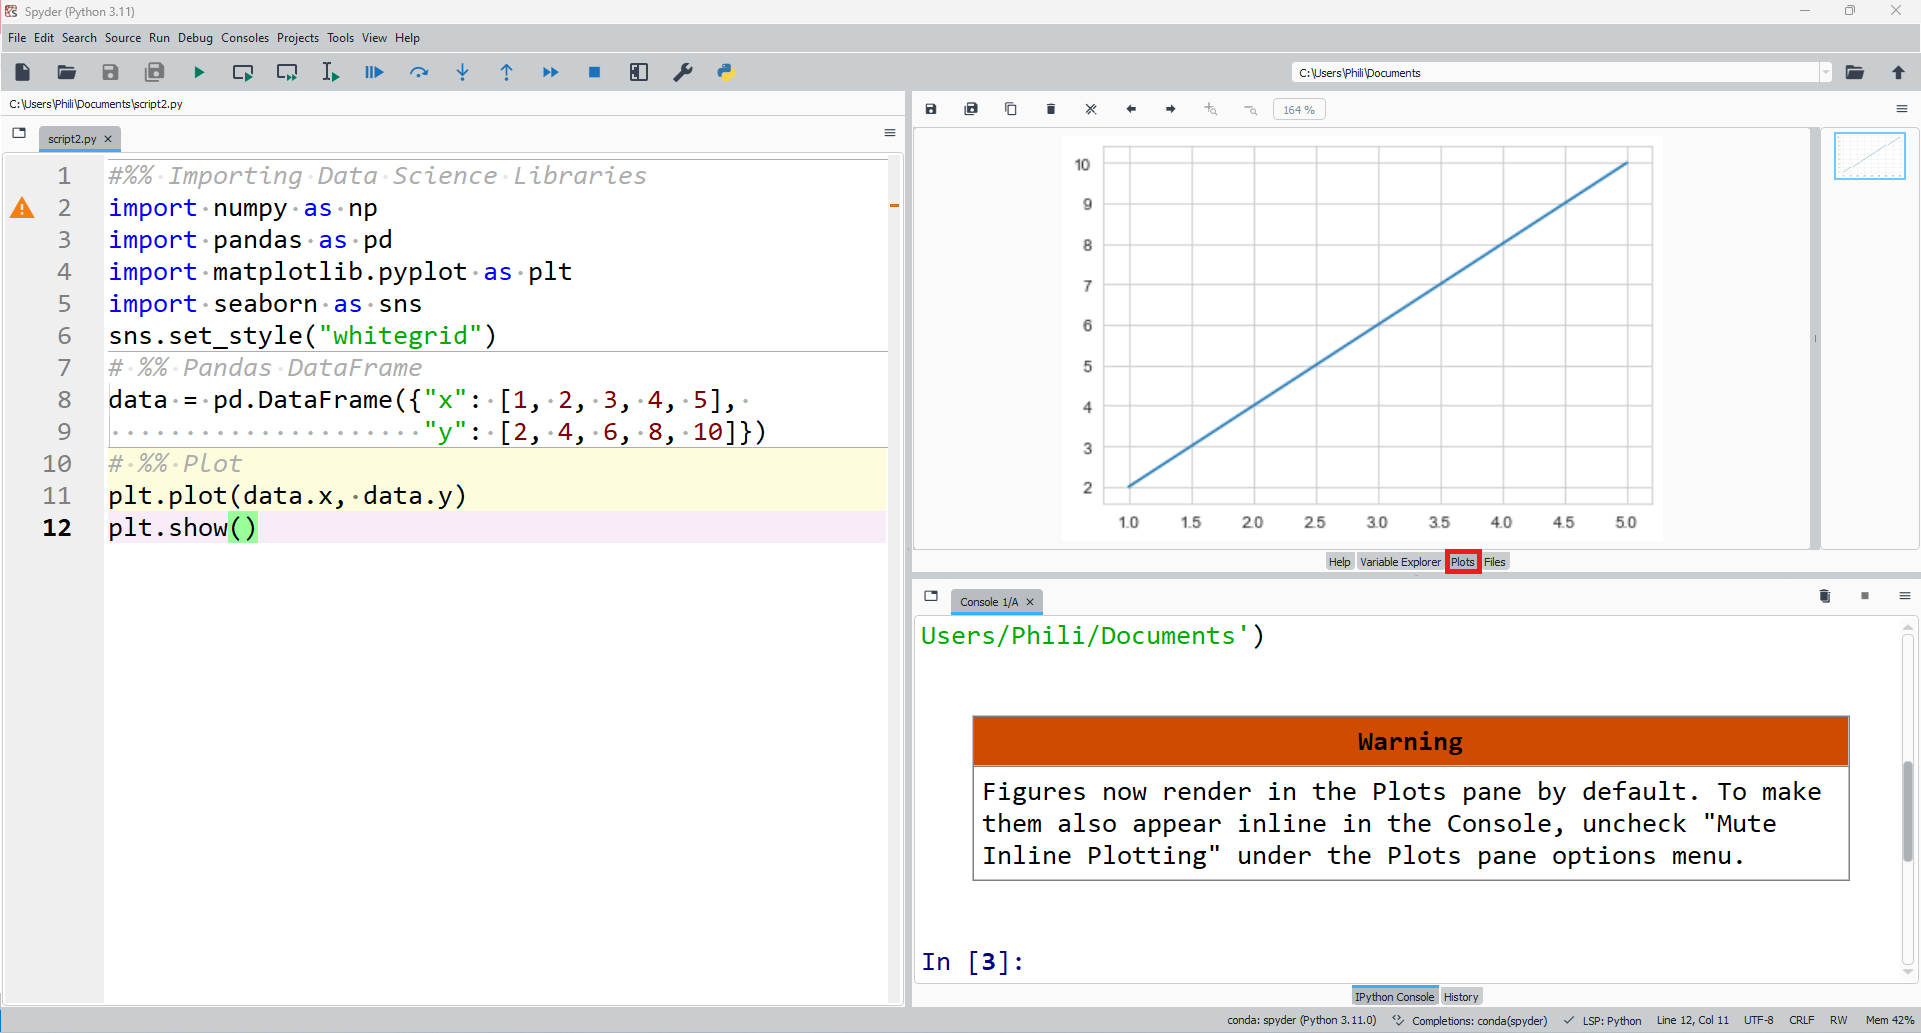 Spyder (Python 3.11)
File Edit Search Source Run Debug Consoles Projects Tools View Help
C:\Users\Phili\Documents
C:\Users\Phili\Documents\script2.py
script2.py
1 #%% Importing Data Science Libraries
2 import numpy as np
3 import pandas as pd
4 import matplotlib.pyplot as plt
5 import seaborn as sns
6 sns.set_style("whitegrid")
7 # %% Pandas DataFrame
8 data = pd.DataFrame({"x": [1, 2, 3, 4, 5],
9 "y": [2, 4, 6, 8, 10]})
10 # %% Plot
11 plt.plot(data.x, data.y)
12 plt.show()
164 %
10
9
8
7
6
5
4
3
2
1.0 1.5 2.0 2.5 3.0 3.5 4.0 4.5 5.0
Help Variable Explorer Plots Files
Console 1/A
Users/Phili/Documents')
Warning
Figures now render in the Plots pane by default. To make
them also appear inline in the Console, uncheck "Mute
Inline Plotting" under the Plots pane options menu.
In [3]:
IPython Console History
conda: spyder (Python 3.11.0) Completions: conda(spyder) LSP: Python Line 12, Col 11 UTF-8 CRLF RW Mem 42%